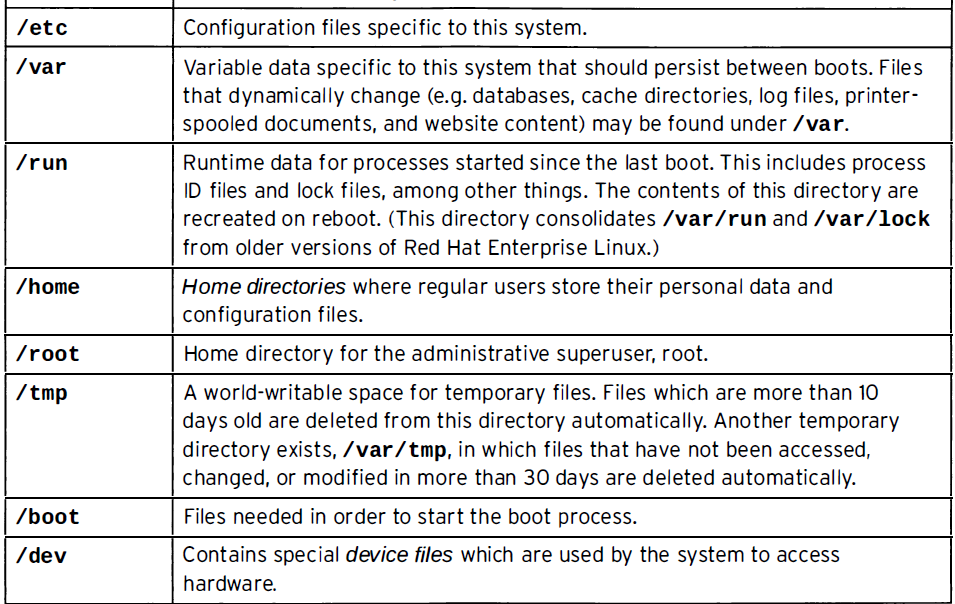 /etc Configuration files specific to this system.
/var Variable data specific to this system that should persist between boots. Files
that dynamically change (e.g. databases, cache directories, log files, printer-
spooled documents, and website content) may be found under /var.
/run Runtime data for processes started since the last boot. This includes process
ID files and lock files, among other things. The contents of this directory are
recreated on reboot. (This directory consolidates /var/run and /var/lock
from older versions of Red Hat Enterprise Linux.)
/home Home directories where regular users store their personal data and
configuration files.
/root Home directory for the administrative superuser, root.
/tmp A world-writable space for temporary files. Files which are more than 10
days old are deleted from this directory automatically. Another temporary
directory exists, /var/tmp, in which files that have not been accessed,
changed, or modified in more than 30 days are deleted automatically.
/boot Files needed in order to start the boot process.
/dev Contains special device files which are used by the system to access
hardware.